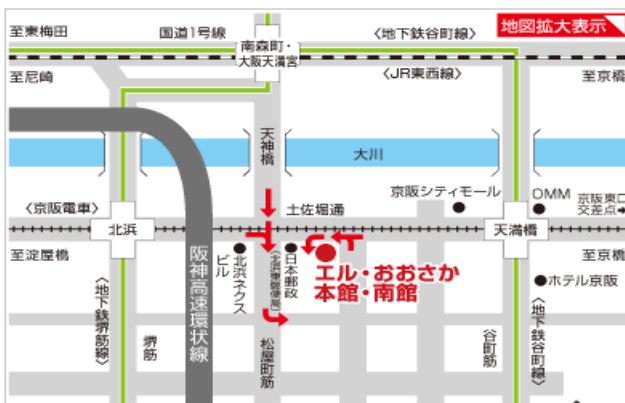 至東梅田
国道1号線
〈地下鉄谷町線〉
地図拡大表示
南森町・
大阪天満宮
至尼崎
〈JR東西線〉
至京橋
天神橋
大川
京阪シティモール
OMM
京阪東口
交差点
〈京阪電車〉
北浜
土佐堀通
天満橋
至淀屋橋
至京橋
阪神高速環状線
北浜ネクス
ビル
日本郵政
(北浜東郵便局)
エル・おおさか
本館・南館
ホテル京阪
〈地下鉄堺筋線〉
堺筋
松屋町筋
谷町筋
〈地下鉄谷町線〉